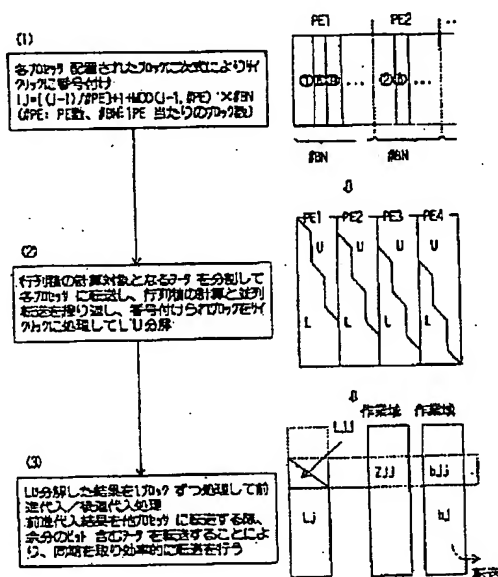 (1)
各プロセッサ 配置されたブロックに次式によりサイ
クリックに番号付け
I,J=[(J-1)/#PE]+1+MOD(J-1,#PE)×#BN
(#PE: PE数、#BN:1PE 当たりのブロック数)
PE1 PE2 ...
① ... ② ...
#BN #BN
(2)
行列積の計算対象となるデータ を分割して
各プロセッサ に転送し、行列積の計算と並列
転送を繰り返し、番号付けられブロックをサイ
クリックに処理してLU分解
PE1 PE2 PE3 PE4
U U U U
L L L L
(3)
LU分解した結果を1ブロック ずつ処理して前
進代入/後退代入処理
前進代入結果を他プロセッサ に転送する際、
余分のビット 含むデータ を転送することによ
り、同期を取り効率的に転送を行う
作業域 作業域
転送